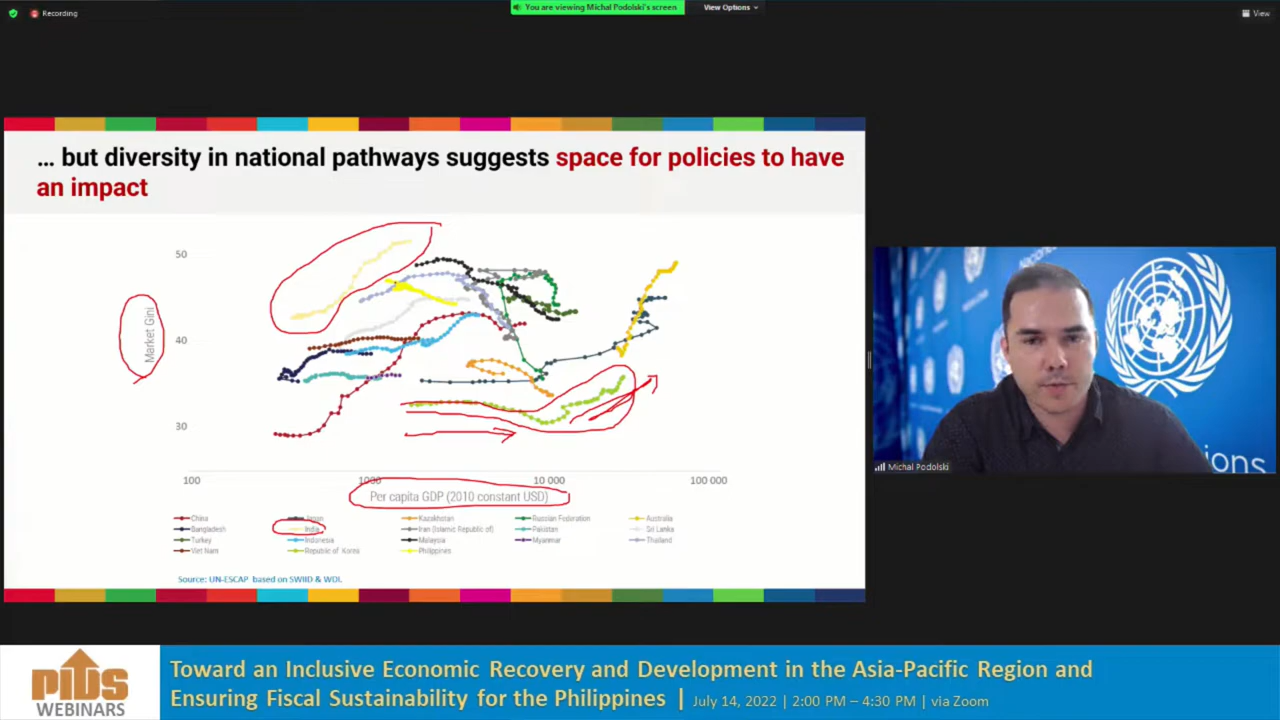 Recording
You are viewing Michal Podolski's screen
View Options
View
… but diversity in national pathways suggests space for policies to have
an impact
50
40
30
Market Gini
100
1000
10 000
100 000
Per capita GDP (2010 constant USD)
China
Japan
Kazakhstan
Russian Federation
Australia
Bangladesh
India
Iran (Islamic Republic of)
Pakistan
Sri Lanka
Turkey
Indonesia
Malaysia
Myanmar
Thailand
Viet Nam
Republic of Korea
Philippines
Source: UN-ESCAP based on SWIID & WDI.
Michal Podolski
PIDS
WEBINARS
Toward an Inclusive Economic Recovery and Development in the Asia-Pacific Region and
Ensuring Fiscal Sustainability for the Philippines | July 14, 2022 | 2:00 PM – 4:30 PM | via Zoom